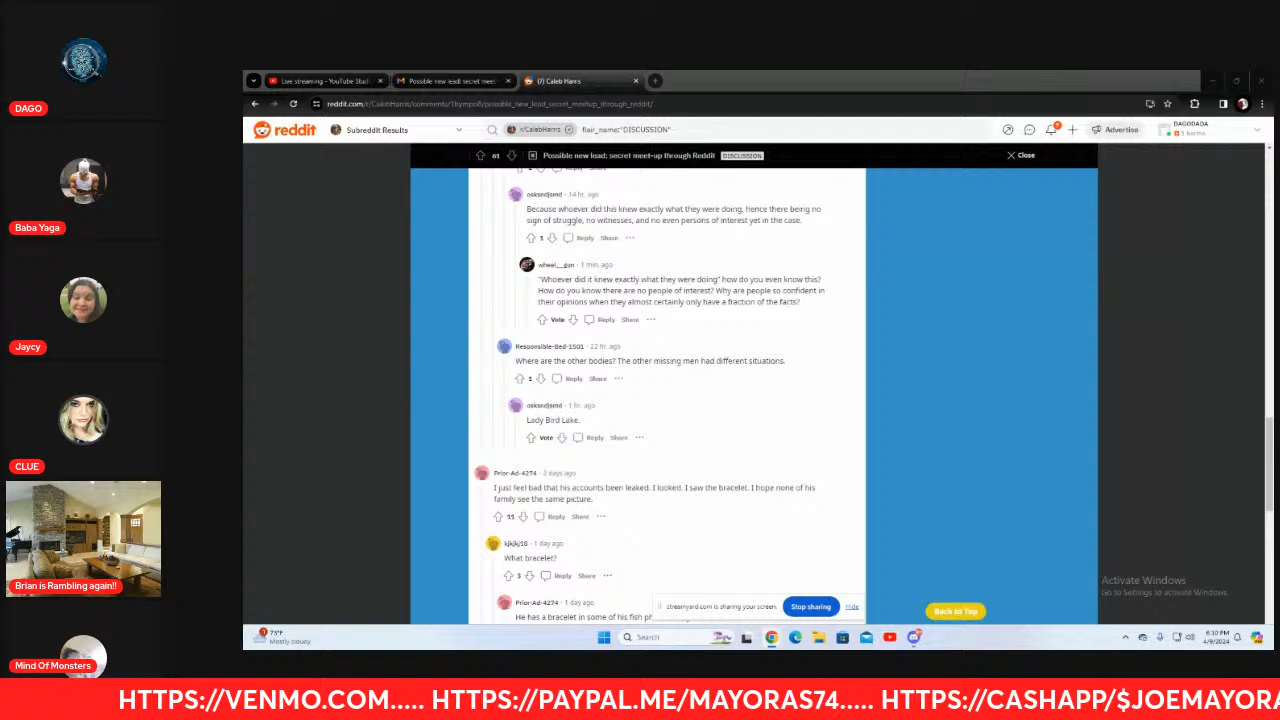 DAGO
Baba Yaga
Jaycy
CLUE
Brian is Rambling again!!
Mind Of Monsters
Live streaming - YouTube Stud
Possible new lead: secret meet
(7) Caleb Harris
reddit.com/r/CalebHarris/comments/1bympo8/possible_new_lead_secret_meetup_through_reddit/
reddit
Subreddit Results
r/CalebHarris
flair_name:"DISCUSSION"
Advertise
DAGOBADA
1 karma
61
Possible new lead: secret meet-up through Reddit
DISCUSSION
Close
Reply Share
osksndjsmd · 14 hr. ago
Because whoever did this knew exactly what they were doing, hence there being no
sign of struggle, no witnesses, and no even persons of interest yet in the case.
1 Reply Share ···
wheel__gun · 1 min. ago
"Whoever did it knew exactly what they were doing" how do you even know this?
How do you know there are no people of interest? Why are people so confident in
their opinions when they almost certainly only have a fraction of the facts?
Vote Reply Share ···
Responsible-Bed-1501 · 22 hr. ago
Where are the other bodies? The other missing men had different situations.
1 Reply Share ···
osksndjsmd · 1 hr. ago
Lady Bird Lake.
Vote Reply Share ···
Prior-Ad-4274 · 2 days ago
I just feel bad that his accounts been leaked. I looked. I saw the bracelet. I hope none of his
family see the same picture.
11 Reply Share ···
kjkjkj18 · 1 day ago
What bracelet?
3 Reply Share ···
Prior-Ad-4274 · 1 day ago
He has a bracelet in some of his fish
streamyard.com is sharing your screen.
Stop sharing
Hide
Back to Top
Activate Windows
Go to Settings to activate Windows.
73°F
Mostly cloudy
Search
6:10 PM
4/9/2024
HTTPS://VENMO.COM..... HTTPS://PAYPAL.ME/MAYORAS74..... HTTPS://CASHAPP/$JOEMAYORA